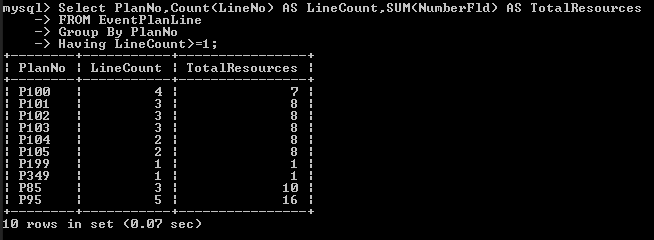 mysql> Select PlanNo,Count(LineNo) AS LineCount,SUM(NumberFld) AS TotalResources
    -> FROM EventPlanLine
    -> Group By PlanNo
    -> Having LineCount>=1;
+--------+-----------+----------------+
| PlanNo | LineCount | TotalResources |
+--------+-----------+----------------+
| P100   |         4 |              7 |
| P101   |         3 |              8 |
| P102   |         3 |              8 |
| P103   |         3 |              8 |
| P104   |         2 |              8 |
| P105   |         2 |              8 |
| P199   |         1 |              1 |
| P349   |         1 |              1 |
| P85    |         3 |             10 |
| P95    |         5 |             16 |
+--------+-----------+----------------+
10 rows in set (0.07 sec)